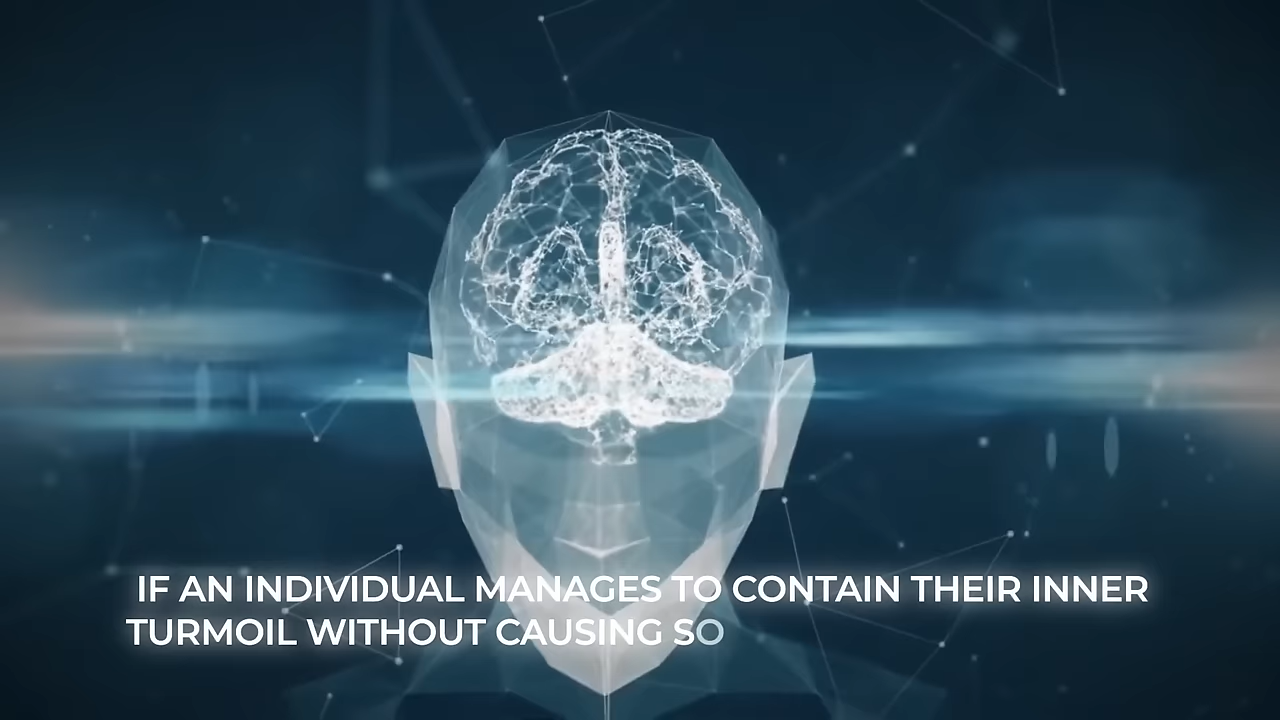 IF AN INDIVIDUAL MANAGES TO CONTAIN THEIR INNER
TURMOIL WITHOUT CAUSING SO